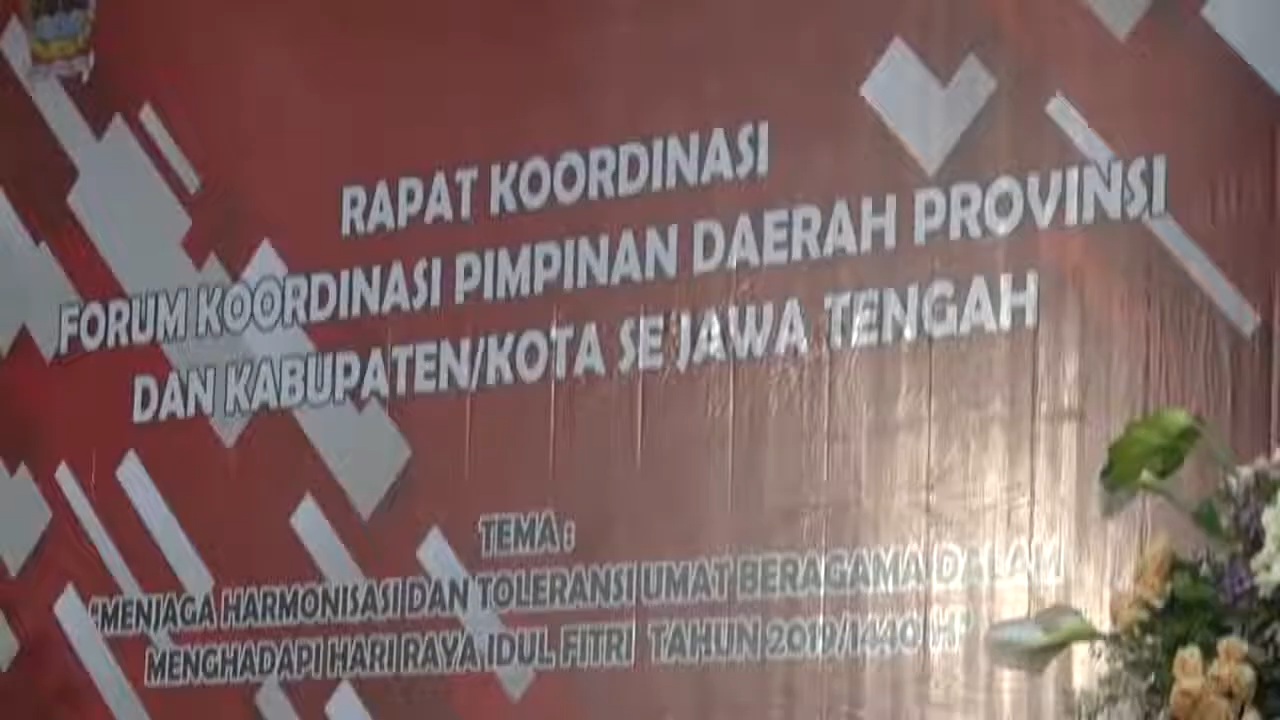 RAPAT KOORDINASI
FORUM KOORDINASI PIMPINAN DAERAH PROVINSI
DAN KABUPATEN/KOTA SE JAWA TENGAH
TEMA :
"MENJAGA HARMONISASI DAN TOLERANSI UMAT BERAGAMA DALAM
MENGHADAPI HARI RAYA IDUL FITRI TAHUN 2019/1440 H"